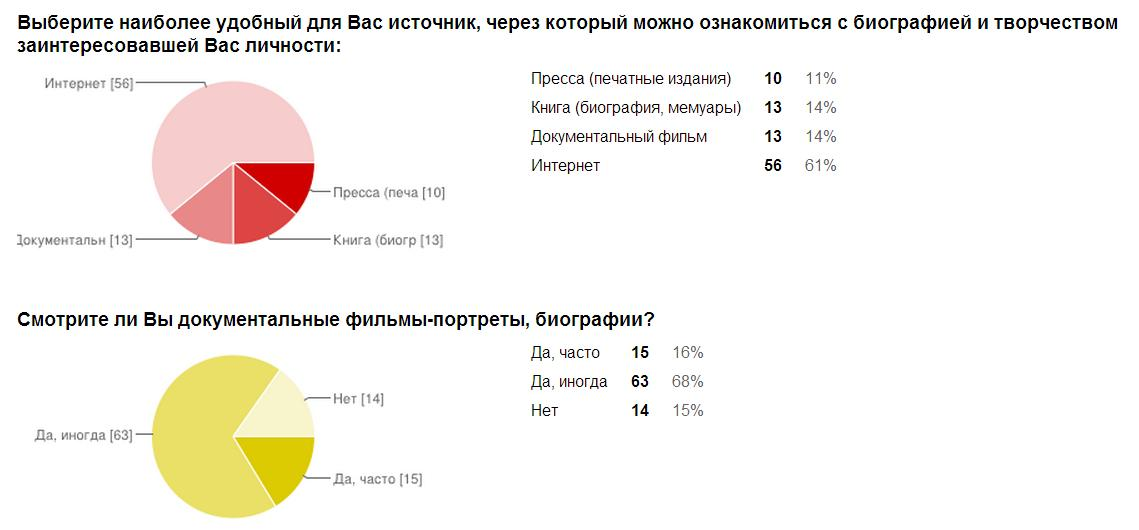 Выберите наиболее удобный для Вас источник, через который можно ознакомиться с биографией и творчеством
заинтересовавшей Вас личности:
Интернет [56]
Пресса (печа [10]
Документальн [13]
Книга (биогр [13]
Пресса (печатные издания) 10 11%
Книга (биография, мемуары) 13 14%
Документальный фильм 13 14%
Интернет 56 61%
Смотрите ли Вы документальные фильмы-портреты, биографии?
Нет [14]
Да, иногда [63]
Да, часто [15]
Да, часто 15 16%
Да, иногда 63 68%
Нет 14 15%